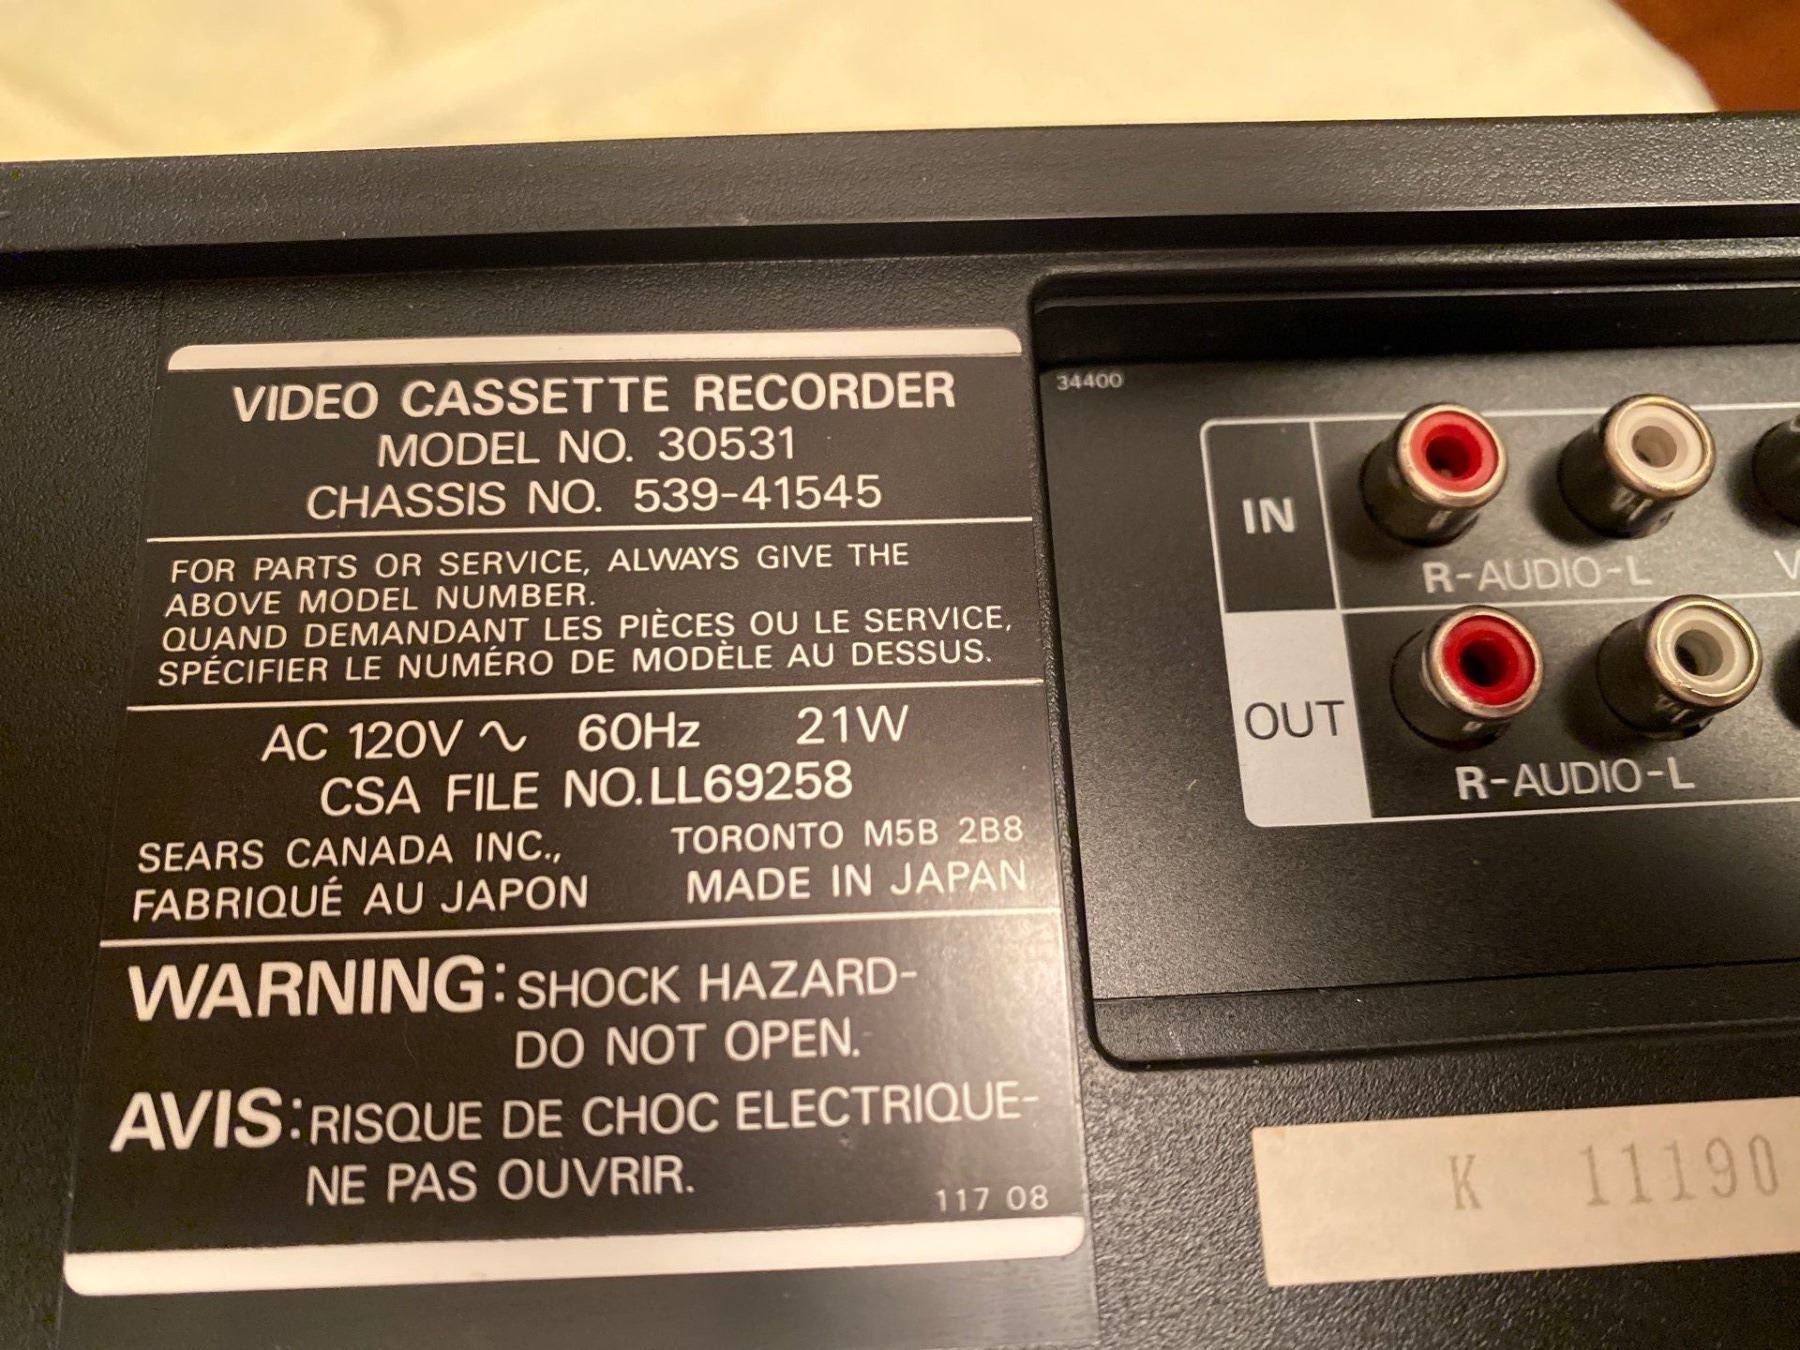 VIDEO CASSETTE RECORDER
MODEL NO. 30531
CHASSIS NO. 539-41545
FOR PARTS OR SERVICE, ALWAYS GIVE THE
ABOVE MODEL NUMBER.
QUAND DEMANDANT LES PIÈCES OU LE SERVICE,
SPÉCIFIER LE NUMÉRO DE MODÈLE AU DESSUS.
AC 120V ∿ 60Hz 21W
CSA FILE NO.LL69258
SEARS CANADA INC., TORONTO M5B 2B8
FABRIQUÉ AU JAPON MADE IN JAPAN
WARNING: SHOCK HAZARD-
DO NOT OPEN.
AVIS: RISQUE DE CHOC ELECTRIQUE-
NE PAS OUVRIR.
117 08
34400
IN
R-AUDIO-L
OUT
R-AUDIO-L
K 11190